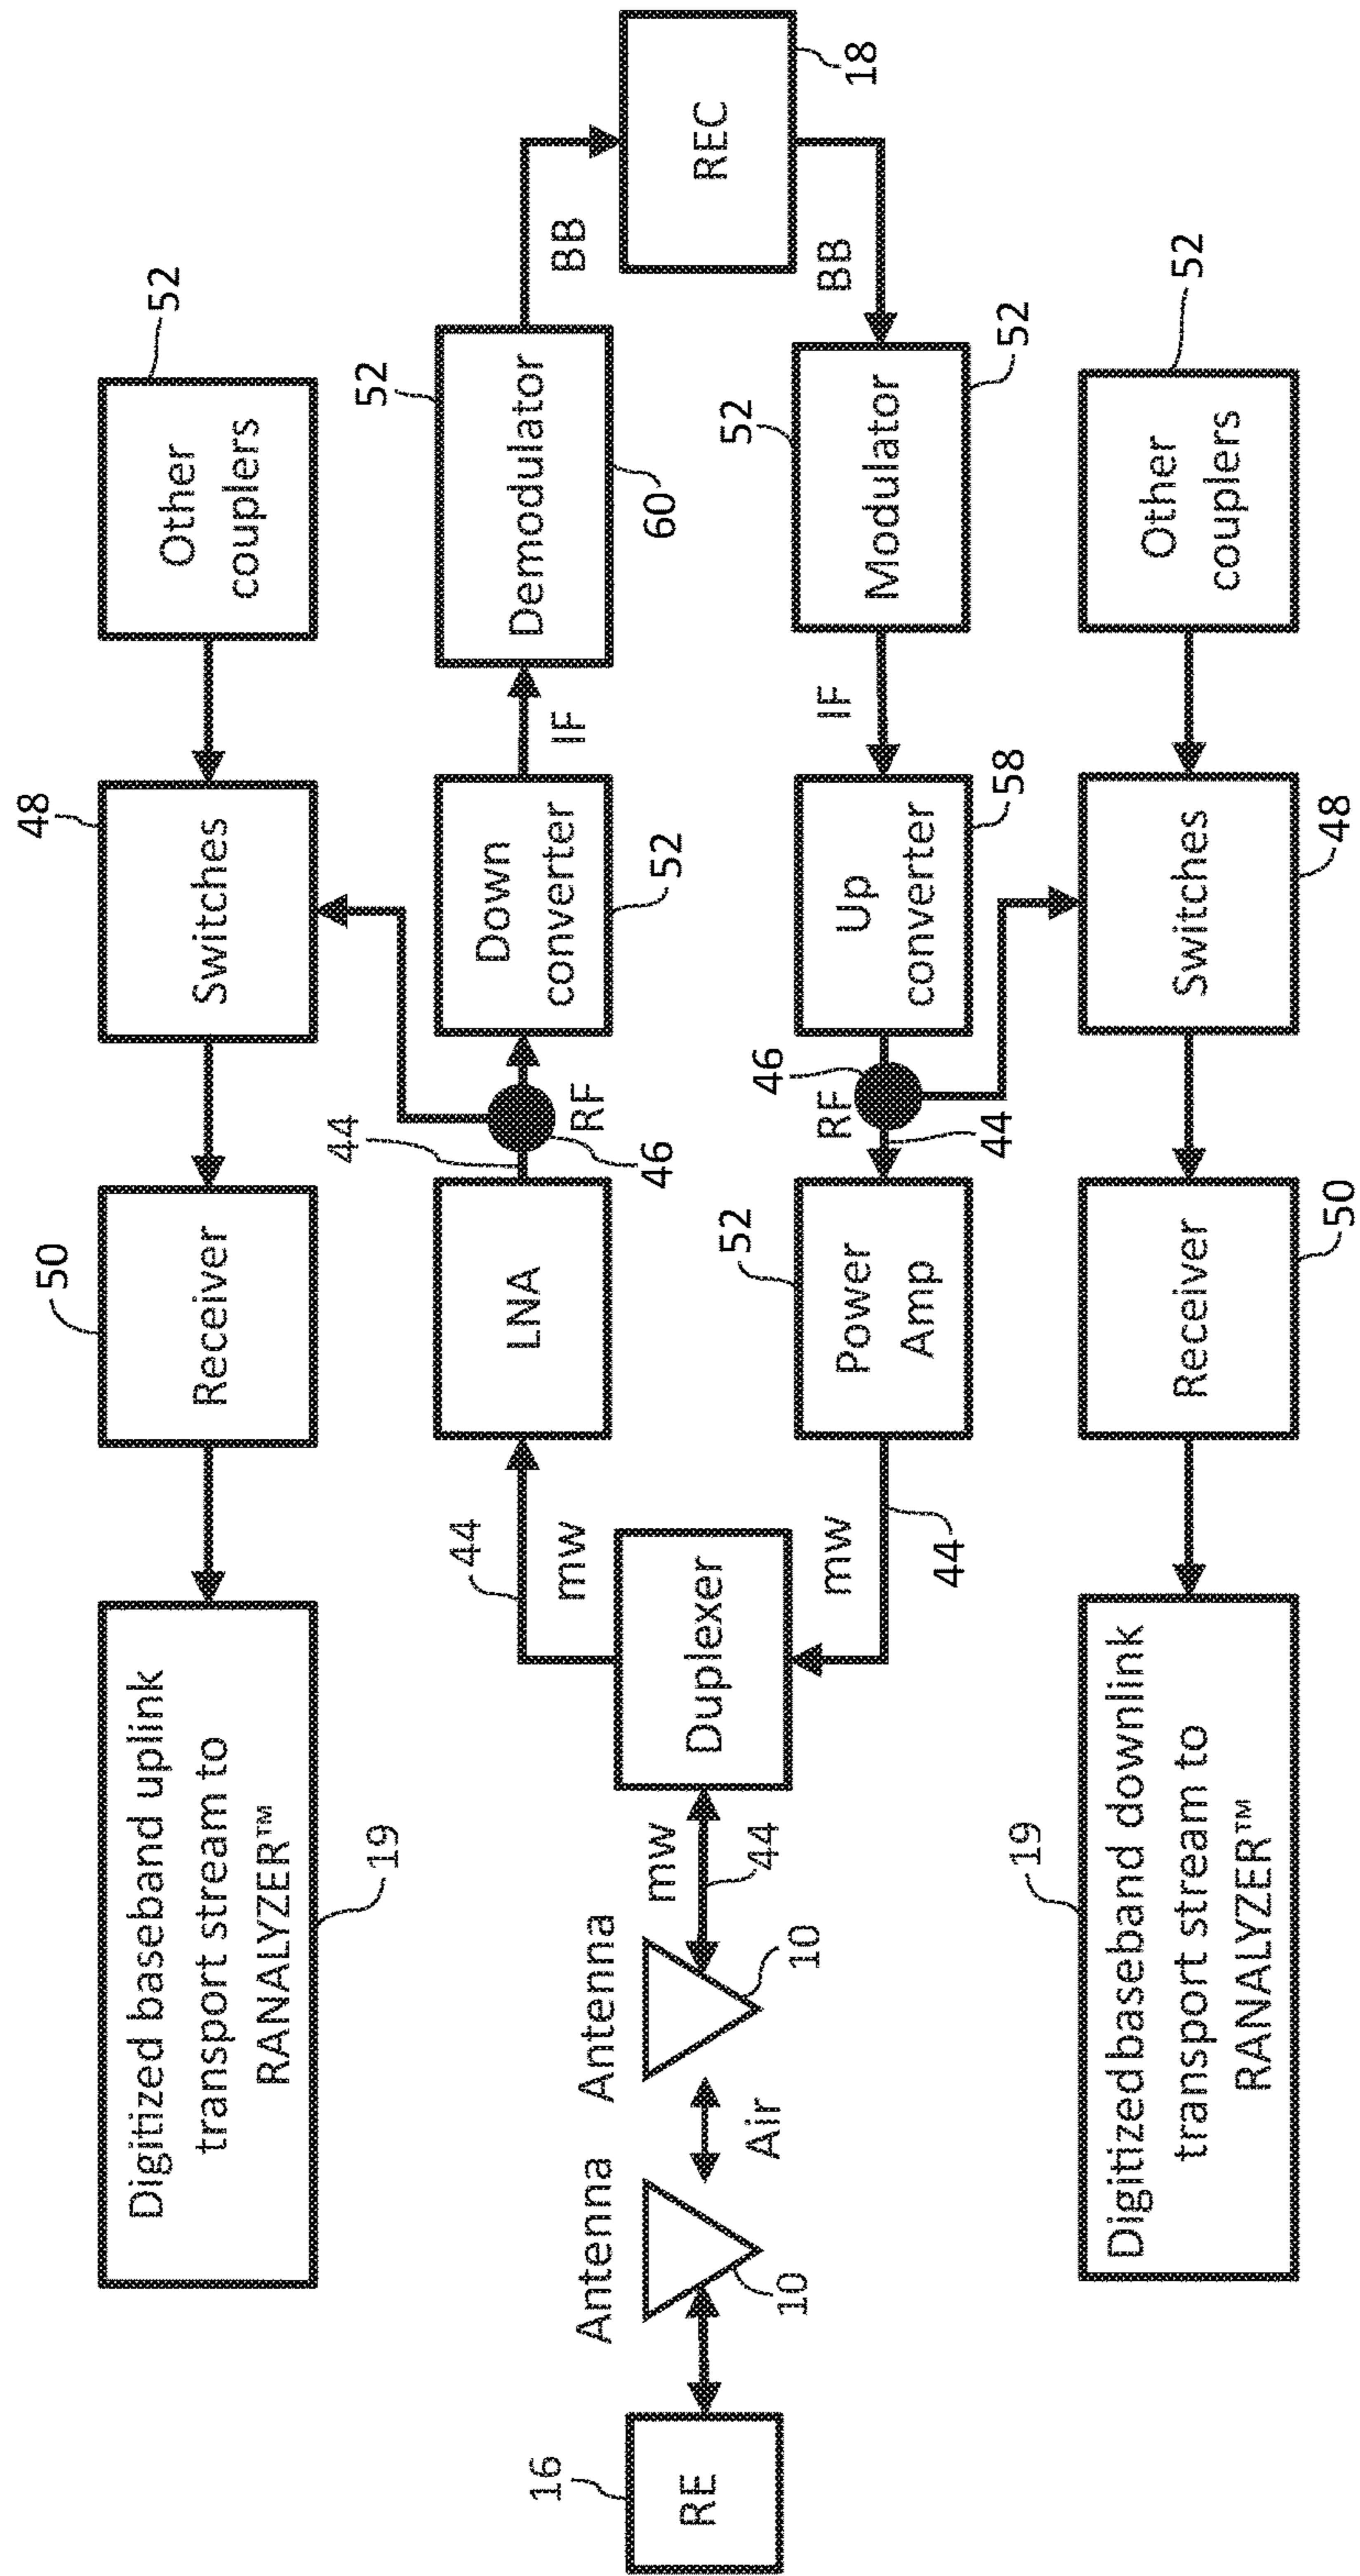 Digitized baseband uplink
transport stream to
RANALYZER™
19
Receiver
50
Switches
48
Other
couplers
52
16
RE
Antenna
10
Air
Antenna
10
mw
44
Duplexer
44
mw
LNA
44
46
RF
Down
converter
52
IF
52
Demodulator
60
BB
REC
18
mw
44
52
Power
Amp
RF
46
44
Up
converter
58
IF
52
Modulator
52
BB
19
Digitized baseband downlink
transport stream to
RANALYZER™
Receiver
50
Switches
48
Other
couplers
52